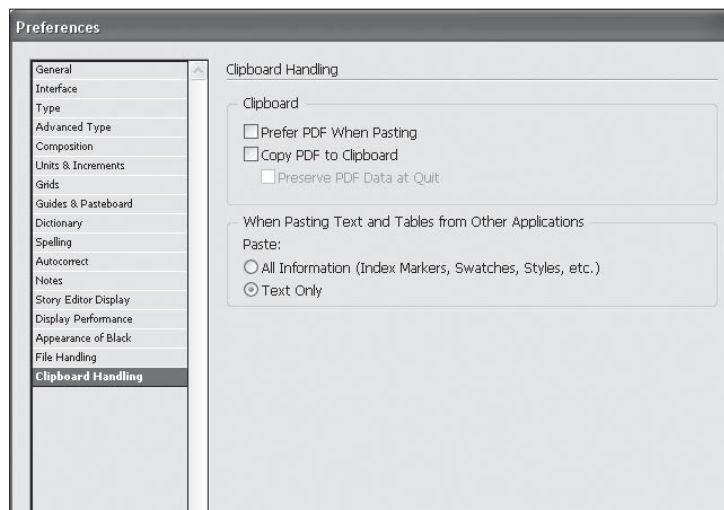 Preferences
General
Interface
Type
Advanced Type
Composition
Units & Increments
Grids
Guides & Pasteboard
Dictionary
Spelling
Autocorrect
Notes
Story Editor Display
Display Performance
Appearance of Black
File Handling
Clipboard Handling
Clipboard Handling
Clipboard
Prefer PDF When Pasting
Copy PDF to Clipboard
Preserve PDF Data at Quit
When Pasting Text and Tables from Other Applications
Paste:
All Information (Index Markers, Swatches, Styles, etc.)
Text Only